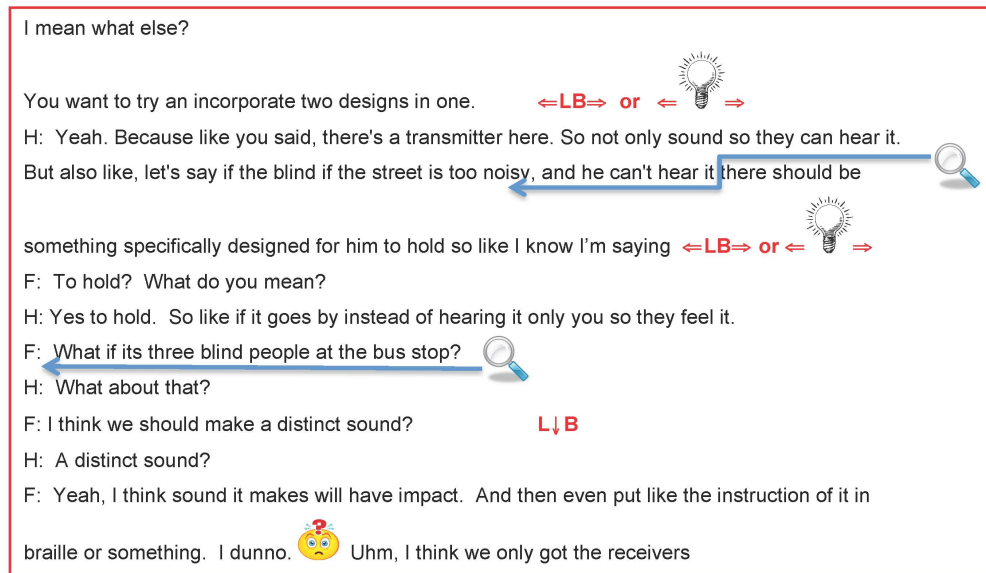 I mean what else?
You want to try an incorporate two designs in one. ⇐LB⇒ or ⇐ ⇒
H: Yeah. Because like you said, there's a transmitter here. So not only sound so they can hear it.
But also like, let's say if the blind if the street is too noisy, and he can't hear it there should be
something specifically designed for him to hold so like I know I'm saying ⇐LB⇒ or ⇐ ⇒
F: To hold? What do you mean?
H: Yes to hold. So like if it goes by instead of hearing it only you so they feel it.
F: What if its three blind people at the bus stop?
H: What about that?
F: I think we should make a distinct sound? L↓B
H: A distinct sound?
F: Yeah, I think sound it makes will have impact. And then even put like the instruction of it in
braille or something. I dunno. ? Uhm, I think we only got the receivers